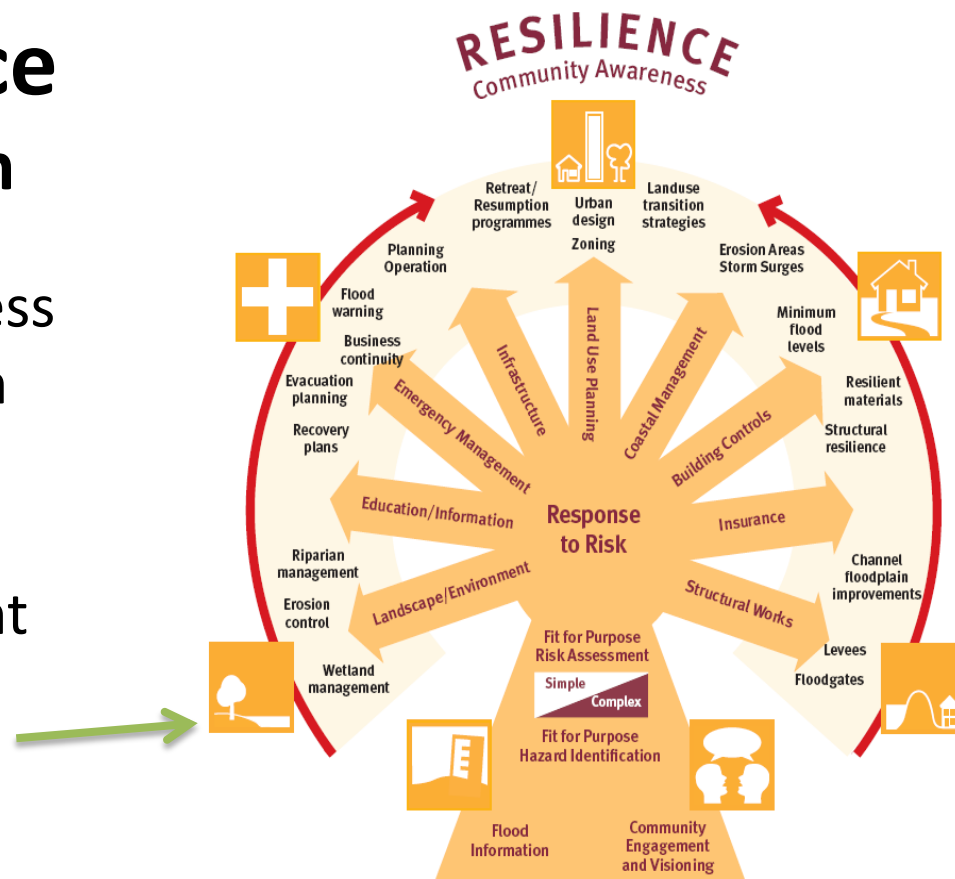 ce
n
ess
n
nt
RESILIENCE
Community Awareness
Retreat/
Resumption
programmes
Urban
design
Zoning
Landuse
transition
strategies
Planning
Operation
Erosion Areas
Storm Surges
Flood
warning
Minimum
flood
levels
Business
continuity
Evacuation
planning
Resilient
materials
Recovery
plans
Structural
resilience
Infrastructure
Land Use Planning
Coastal Management
Emergency Management
Building Controls
Education/Information
Response
to Risk
Insurance
Riparian
management
Channel
floodplain
improvements
Erosion
control
Landscape/Environment
Structural Works
Wetland
management
Levees
Floodgates
Fit for Purpose
Risk Assessment
Simple
Complex
Fit for Purpose
Hazard Identification
Flood
Information
Community
Engagement
and Visioning